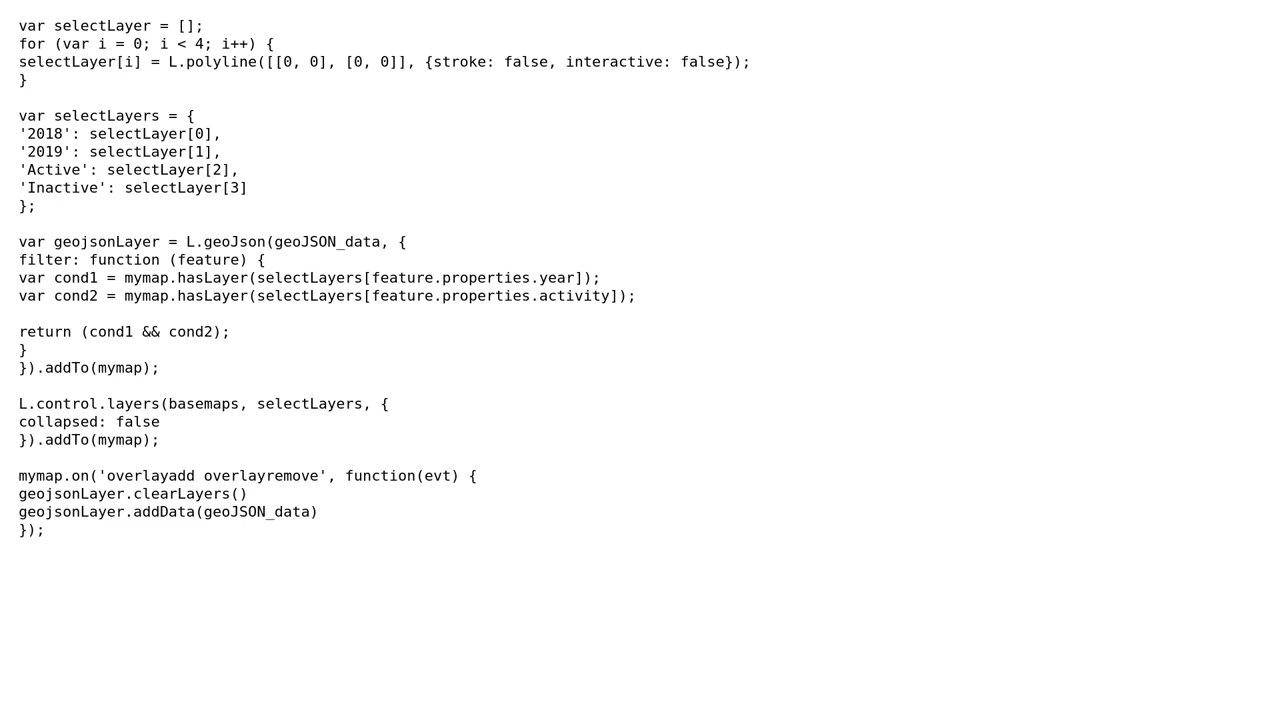 var selectLayer = [];
for (var i = 0; i < 4; i++) {
selectLayer[i] = L.polyline([[0, 0], [0, 0]], {stroke: false, interactive: false});
}

var selectLayers = {
'2018': selectLayer[0],
'2019': selectLayer[1],
'Active': selectLayer[2],
'Inactive': selectLayer[3]
};

var geojsonLayer = L.geoJson(geoJSON_data, {
filter: function (feature) {
var cond1 = mymap.hasLayer(selectLayers[feature.properties.year]);
var cond2 = mymap.hasLayer(selectLayers[feature.properties.activity]);

return (cond1 && cond2);
}
}).addTo(mymap);

L.control.layers(basemaps, selectLayers, {
collapsed: false
}).addTo(mymap);

mymap.on('overlayadd overlayremove', function(evt) {
geojsonLayer.clearLayers()
geojsonLayer.addData(geoJSON_data)
});